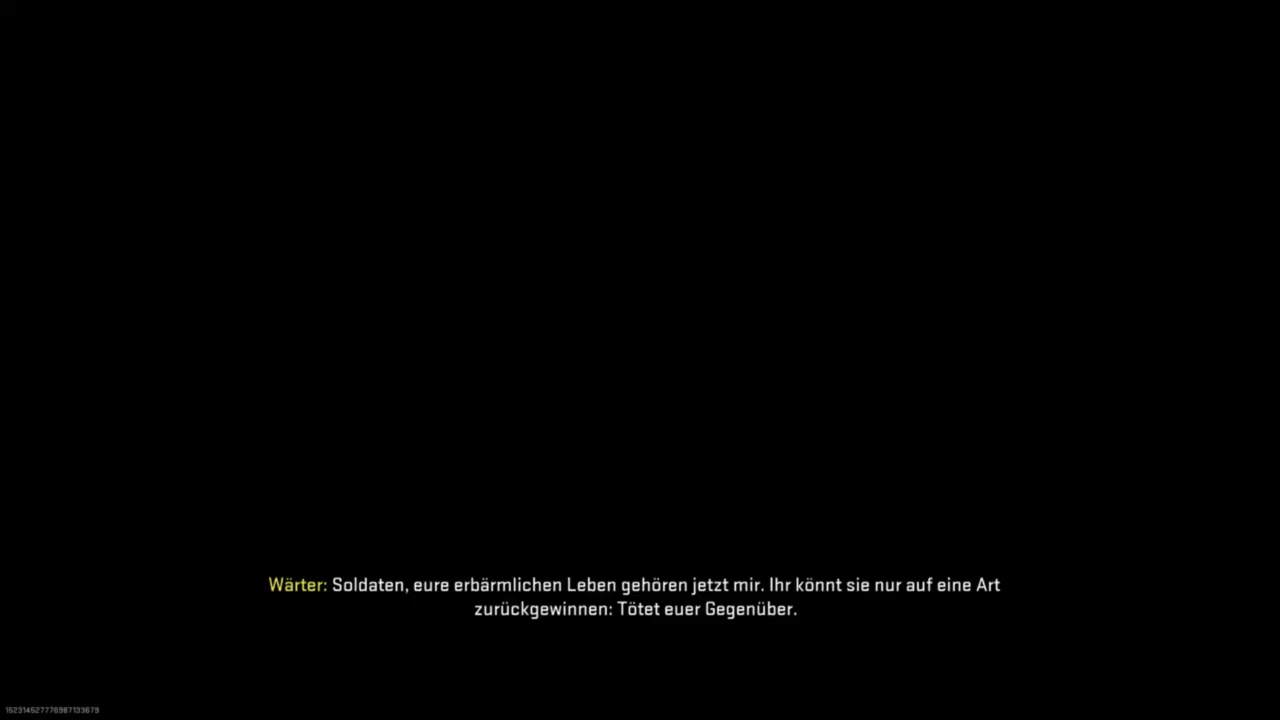 Wärter: Soldaten, eure erbärmlichen Leben gehören jetzt mir. Ihr könnt sie nur auf eine Art
zurückgewinnen: Tötet euer Gegenüber.